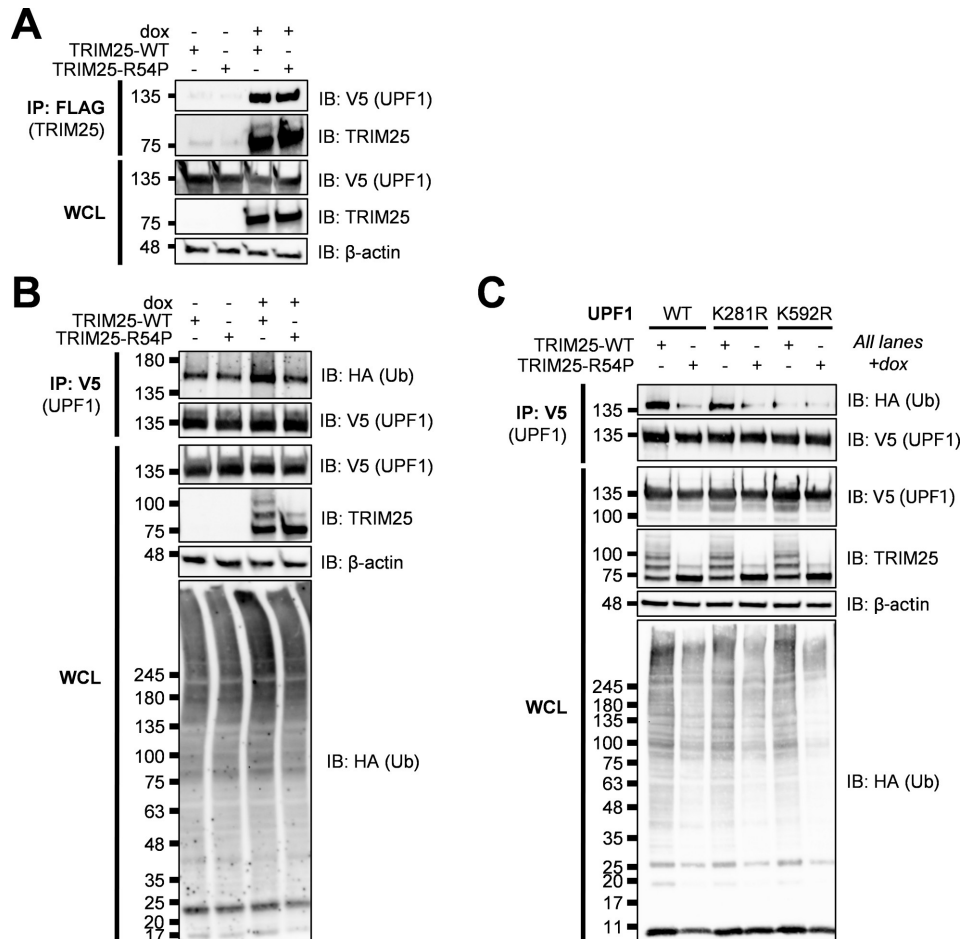 A
dox - - + +
TRIM25-WT + - + -
TRIM25-R54P - + - +
IP: FLAG
(TRIM25)
135
IB: V5 (UPF1)
75
IB: TRIM25
WCL
135
IB: V5 (UPF1)
75
IB: TRIM25
48
IB: β-actin
B
dox - - + +
TRIM25-WT + - + -
TRIM25-R54P - + - +
IP: V5
(UPF1)
180
135
IB: HA (Ub)
135
IB: V5 (UPF1)
WCL
135
IB: V5 (UPF1)
100
75
IB: TRIM25
48
IB: β-actin
245
180
135
100
75
63
48
35
25
20
17
IB: HA (Ub)
C
UPF1 WT K281R K592R
TRIM25-WT + - + - + -
TRIM25-R54P - + - + - +
All lanes
+dox
IP: V5
(UPF1)
135
IB: HA (Ub)
135
IB: V5 (UPF1)
WCL
135
100
IB: V5 (UPF1)
100
75
IB: TRIM25
48
IB: β-actin
245
180
135
100
75
63
48
35
25
20
17
11
IB: HA (Ub)